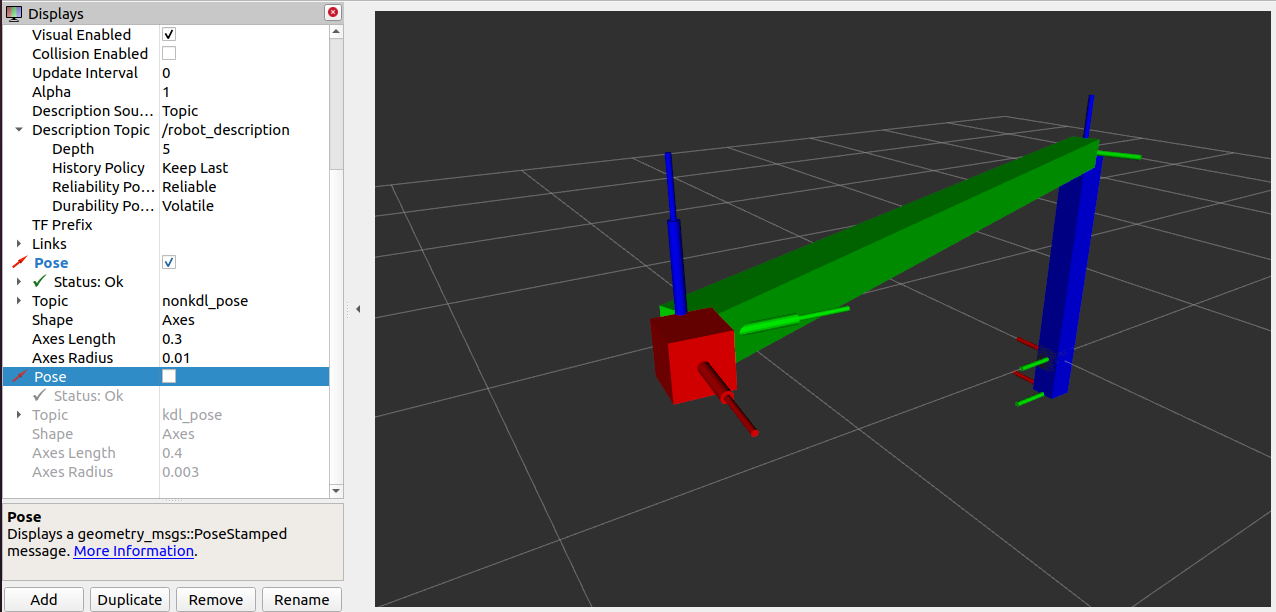 Displays
Visual Enabled
Collision Enabled
Update Interval 0
Alpha 1
Description Sou... Topic
Description Topic /robot_description
Depth 5
History Policy Keep Last
Reliability Po... Reliable
Durability Po... Volatile
TF Prefix
Links
Pose
Status: Ok
Topic nonkdl_pose
Shape Axes
Axes Length 0.3
Axes Radius 0.01
Pose
Status: Ok
Topic kdl_pose
Shape Axes
Axes Length 0.4
Axes Radius 0.003
Pose
Displays a geometry_msgs::PoseStamped
message. More Information.
Add Duplicate Remove Rename